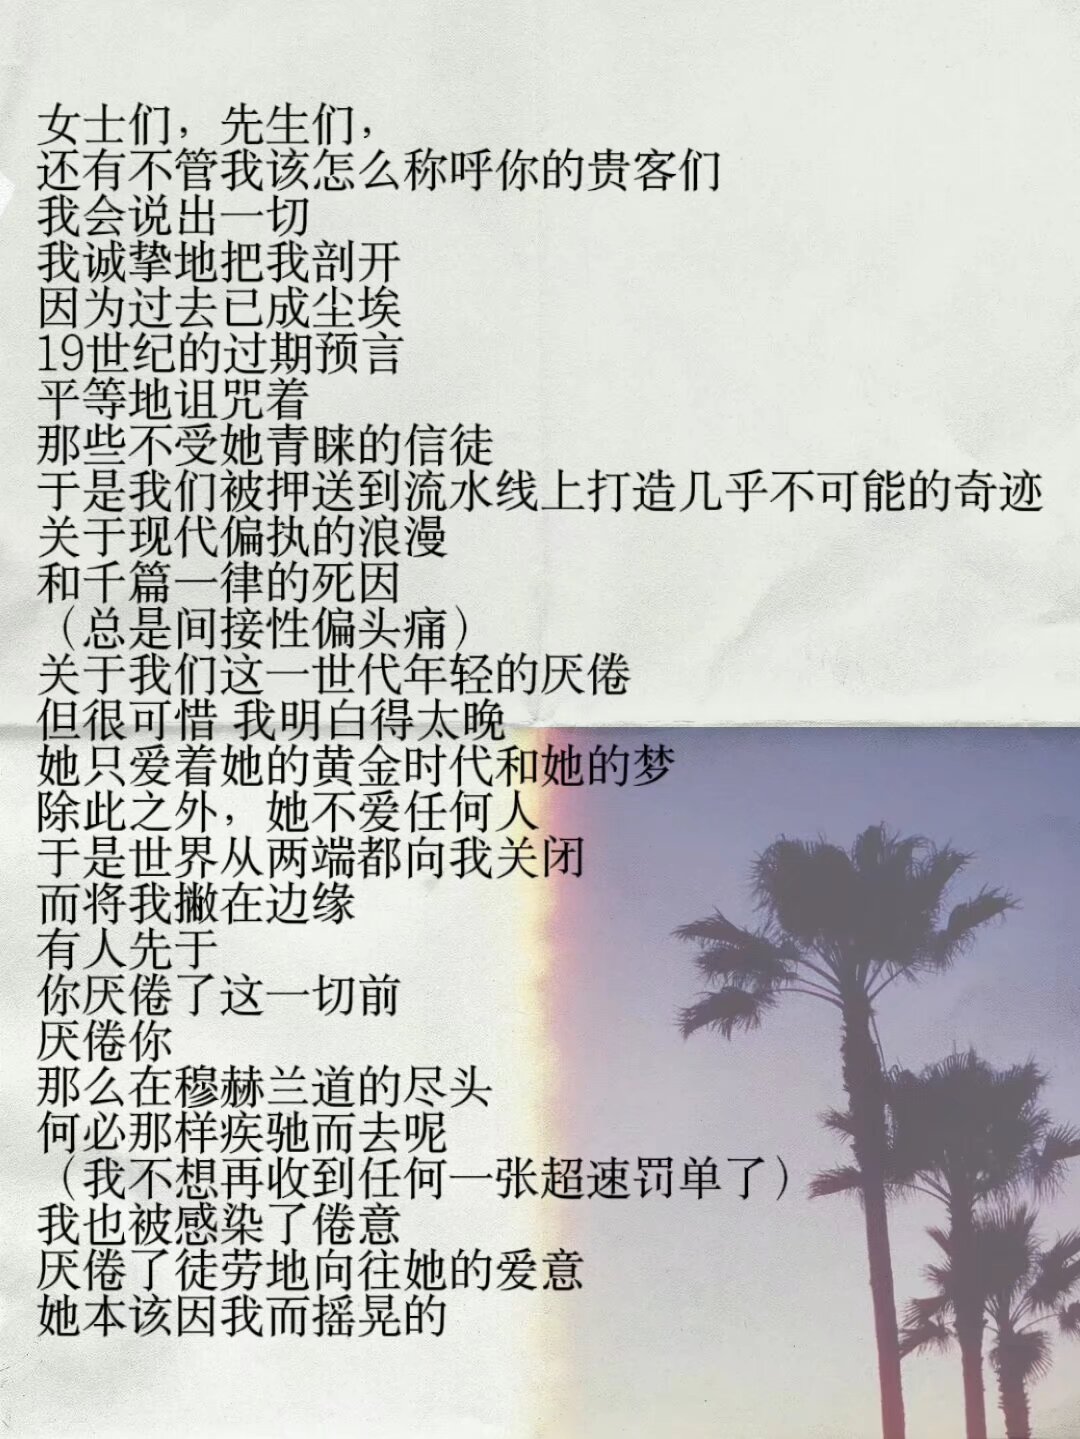 女士们，先生们，
还有不管我该怎么称呼你的贵客们
我会说出一切
我诚挚地把我剖开
因为过去已成尘埃
19世纪的过期预言
平等地诅咒着
那些不受她青睐的信徒
于是我们被押送到流水线上打造几乎不可能的奇迹
关于现代偏执的浪漫
和千篇一律的死因
（总是间接性偏头痛）
关于我们这一世代年轻的厌倦
但很可惜 我明白得太晚
她只爱着她的黄金时代和她的梦
除此之外，她不爱任何人
于是世界从两端都向我关闭
而将我撇在边缘
有人先于
你厌倦了这一切前
厌倦你
那么在穆赫兰道的尽头
何必那样疾驰而去呢
（我不想再收到任何一张超速罚单了）
我也被感染了倦意
厌倦了徒劳地向往她的爱意
她本该因我而摇晃的